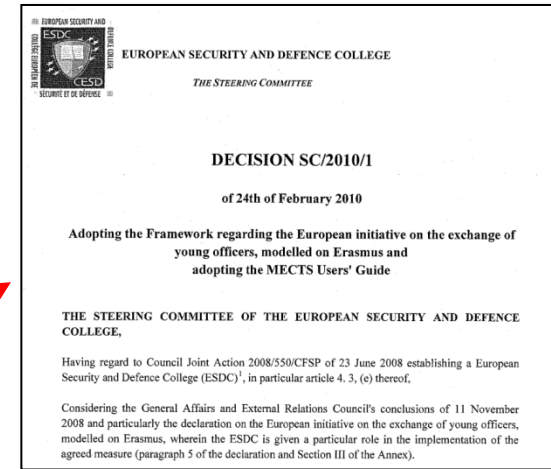 EUROPEAN SECURITY AND
DEFENCE COLLEGE
COLLÈGE EUROPÉEN DE
SÉCURITÉ ET DE DÉFENSE
ESDC
CESD
EUROPEAN SECURITY AND DEFENCE COLLEGE
THE STEERING COMMITTEE
DECISION SC/2010/1
of 24th of February 2010
Adopting the Framework regarding the European initiative on the exchange of
young officers, modelled on Erasmus and
adopting the MECTS Users' Guide
THE STEERING COMMITTEE OF THE EUROPEAN SECURITY AND DEFENCE
COLLEGE,
Having regard to Council Joint Action 2008/550/CFSP of 23 June 2008 establishing a European
Security and Defence College (ESDC)¹, in particular article 4. 3, (e) thereof,
Considering the General Affairs and External Relations Council's conclusions of 11 November
2008 and particularly the declaration on the European initiative on the exchange of young officers,
modelled on Erasmus, wherein the ESDC is given a particular role in the implementation of the
agreed measure (paragraph 5 of the declaration and Section III of the Annex).